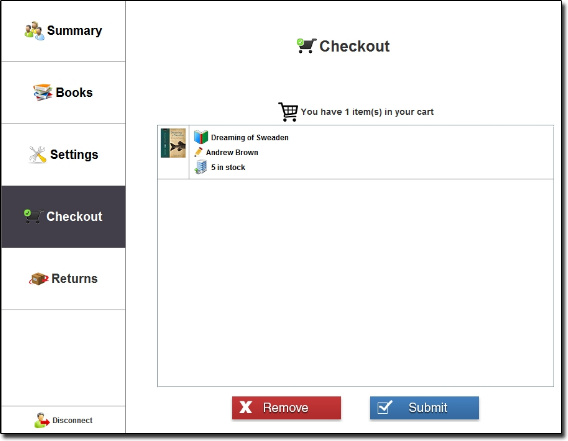 Summary
Books
Settings
Checkout
Returns
Disconnect
Checkout
You have 1 item(s) in your cart
Dreaming of Sweaden
Andrew Brown
5 in stock
Remove
Submit